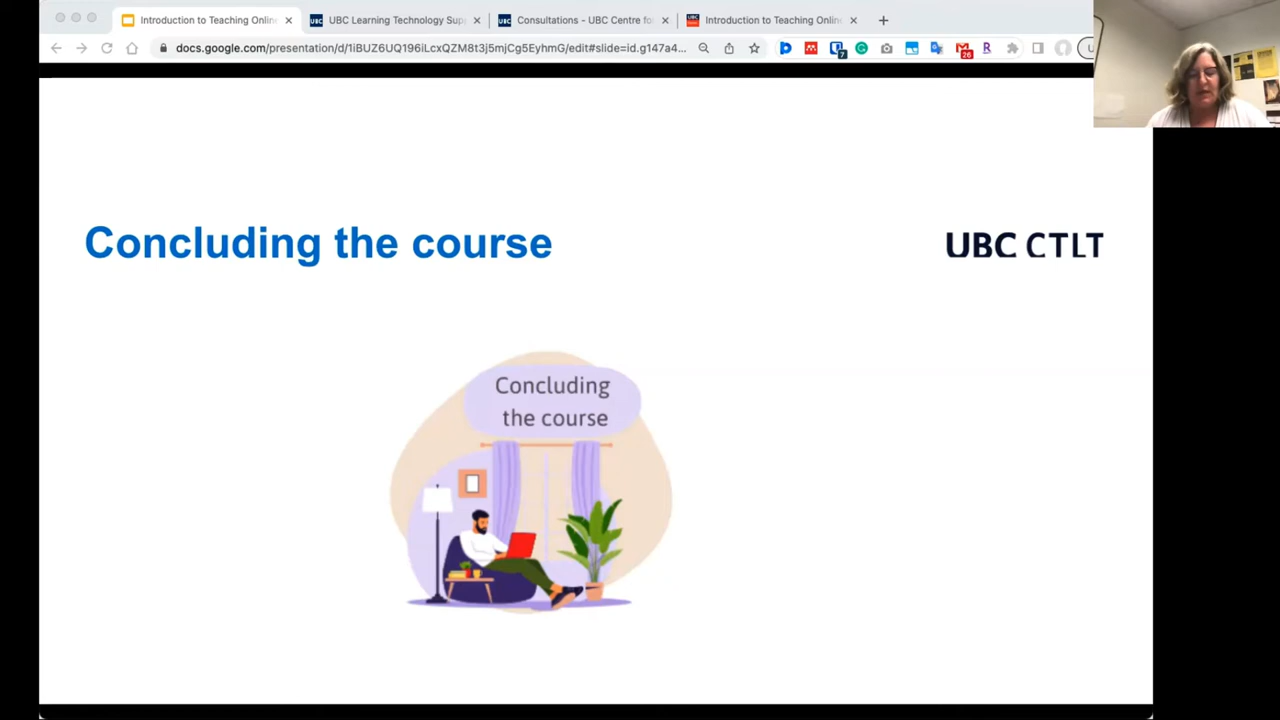 Introduction to Teaching Onlin
UBC Learning Technology Sup
Consultations - UBC Centre fo
Introduction to Teaching Onlin
docs.google.com/presentation/d/1iBUZ6UQ196iLcxQZM8t3j5mjCg5EyhmG/edit#slide=id.g147a4...
Concluding the course
UBC CTLT
Concluding
the course